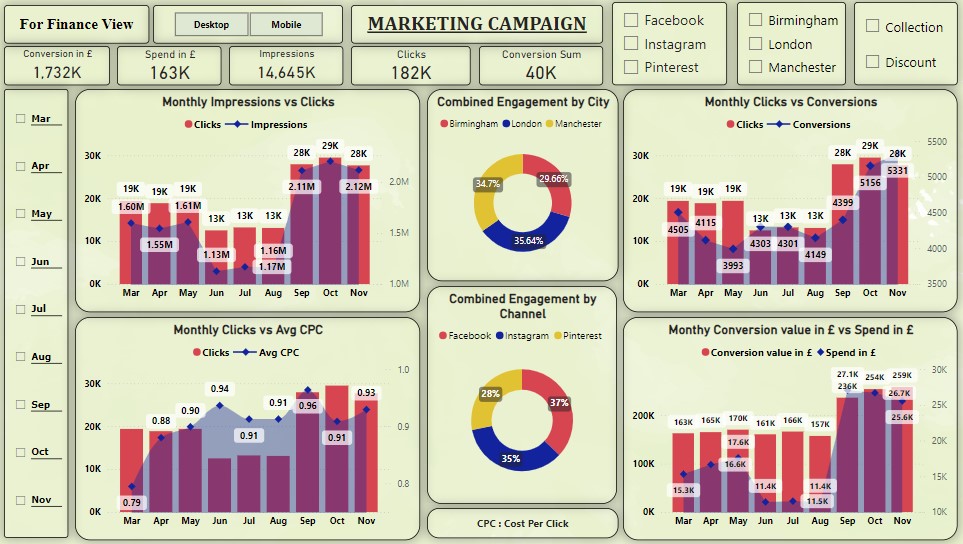 For Finance View
Desktop
Mobile
MARKETING CAMPAIGN
Facebook
Instagram
Pinterest
Birmingham
London
Manchester
Collection
Discount
Conversion in £
1,732K
Spend in £
163K
Impressions
14,645K
Clicks
182K
Conversion Sum
40K
Mar
Apr
May
Jun
Jul
Aug
Sep
Oct
Nov
Monthly Impressions vs Clicks
Clicks Impressions
30K
20K
10K
0K
19K 19K 19K 13K 13K 13K 28K 29K 28K
1.60M 1.55M 1.61M 1.13M 1.17M 1.16M 2.11M 2.12M
2.0M
1.5M
1.0M
Mar Apr May Jun Jul Aug Sep Oct Nov
Combined Engagement by City
Birmingham London Manchester
34.7%
29.66%
35.64%
Monthly Clicks vs Conversions
Clicks Conversions
30K
20K
10K
0K
19K 19K 19K 13K 13K 13K 28K 29K 28K
4505 4115 3993 4303 4301 4149 4399 5156 5331
5500
5000
4500
4000
3500
Mar Apr May Jun Jul Aug Sep Oct Nov
Monthly Clicks vs Avg CPC
Clicks Avg CPC
30K
20K
10K
0K
0.79 0.88 0.90 0.94 0.91 0.91 0.96 0.91 0.93
1.0
0.9
0.8
Mar Apr May Jun Jul Aug Sep Oct Nov
Combined Engagement by
Channel
Facebook Instagram Pinterest
28%
37%
35%
CPC : Cost Per Click
Monthy Conversion value in £ vs Spend in £
Conversion value in £ Spend in £
200K
100K
0K
163K 165K 170K 161K 166K 157K 236K 254K 259K
15.3K 16.6K 17.6K 11.4K 11.5K 11.4K 27.1K 26.7K 25.6K
30K
25K
20K
15K
10K
Mar Apr May Jun Jul Aug Sep Oct Nov